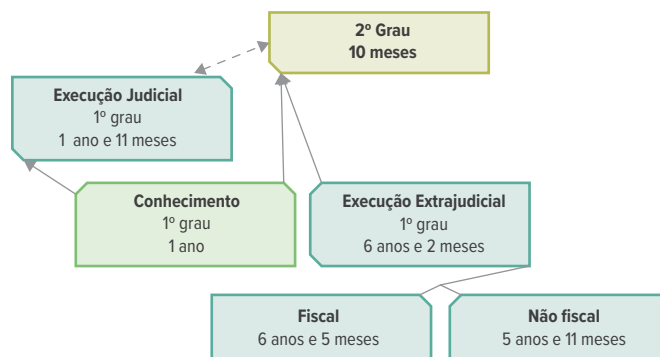 2º Grau
10 meses
Execução Judicial
1º grau
1 ano e 11 meses
Conhecimento
1º grau
1 ano
Execução Extrajudicial
1º grau
6 anos e 2 meses
Fiscal
6 anos e 5 meses
Não fiscal
5 anos e 11 meses